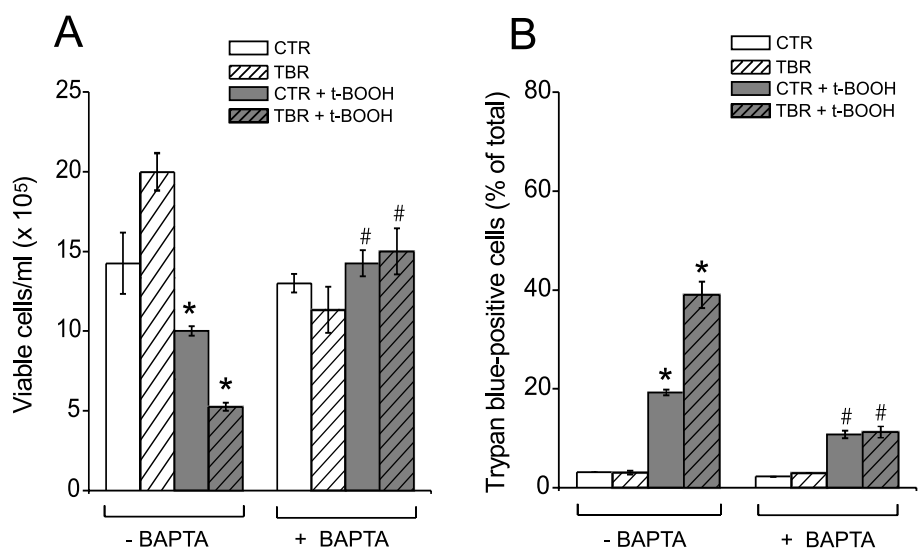 A
CTR
TBR
CTR + t-BOOH
TBR + t-BOOH
Viable cells/ml (x 10⁵)
25
20
15
10
5
0
*
*
#
#
- BAPTA
+ BAPTA
B
CTR
TBR
CTR + t-BOOH
TBR + t-BOOH
Trypan blue-positive cells (% of total)
80
60
40
20
0
*
*
#
#
- BAPTA
+ BAPTA